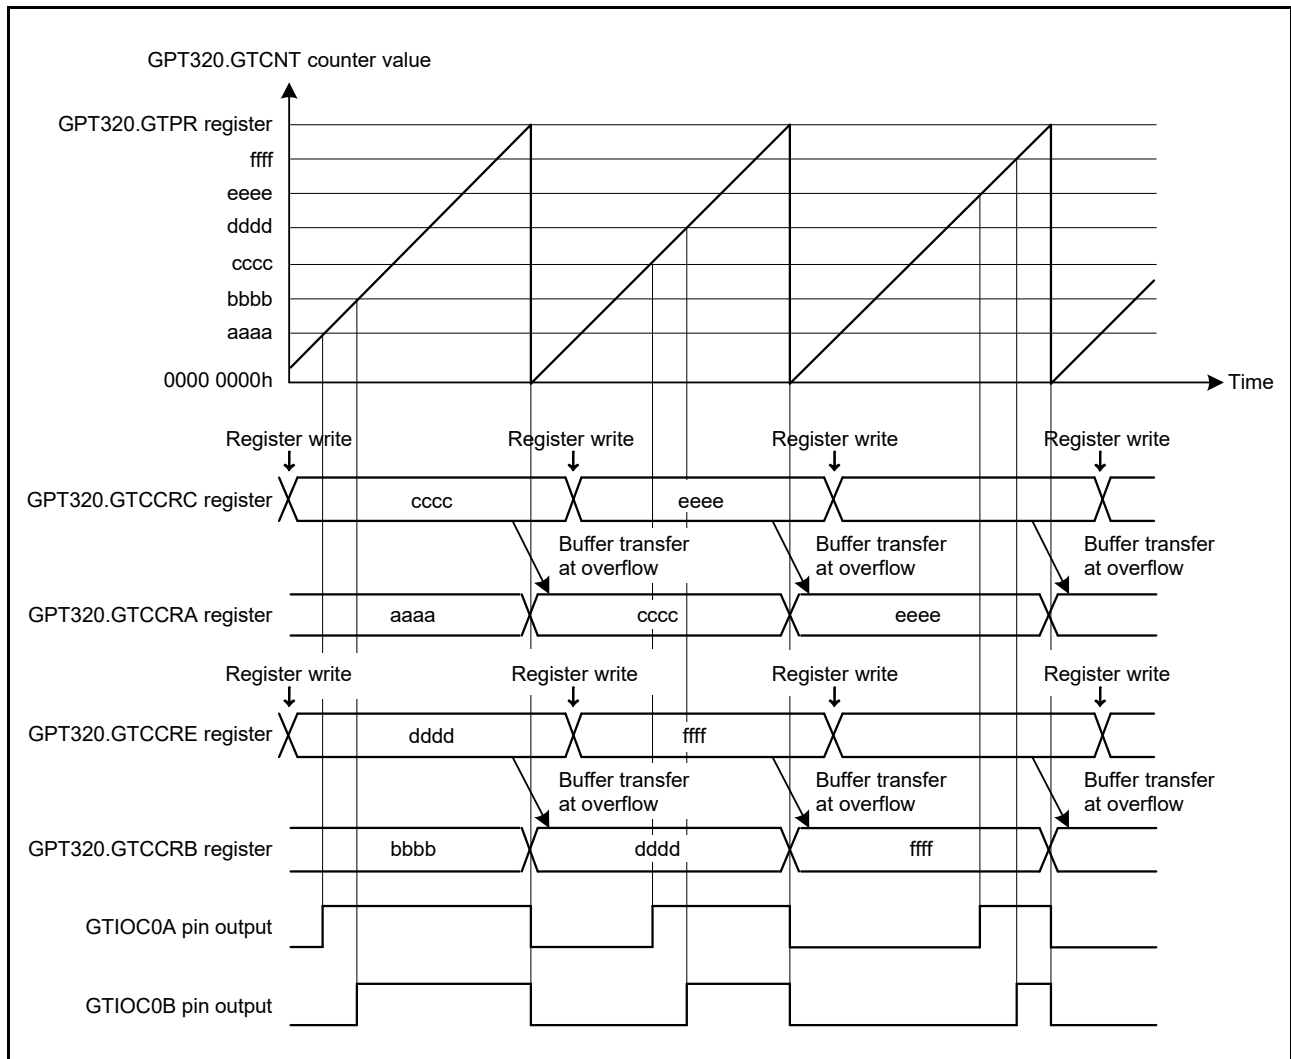 GPT320.GTCNT counter value
GPT320.GTPR register
ffff
eeee
dddd
cccc
bbbb
aaaa
0000 0000h
Time
Register write Register write Register write Register write
GPT320.GTCCRC register cccc eeee
Buffer transfer at overflow
Buffer transfer at overflow
Buffer transfer at overflow
GPT320.GTCCRA register aaaa cccc eeee
Register write Register write Register write Register write
GPT320.GTCCRE register dddd ffff
Buffer transfer at overflow
Buffer transfer at overflow
Buffer transfer at overflow
GPT320.GTCCRB register bbbb dddd ffff
GTIOC0A pin output
GTIOC0B pin output